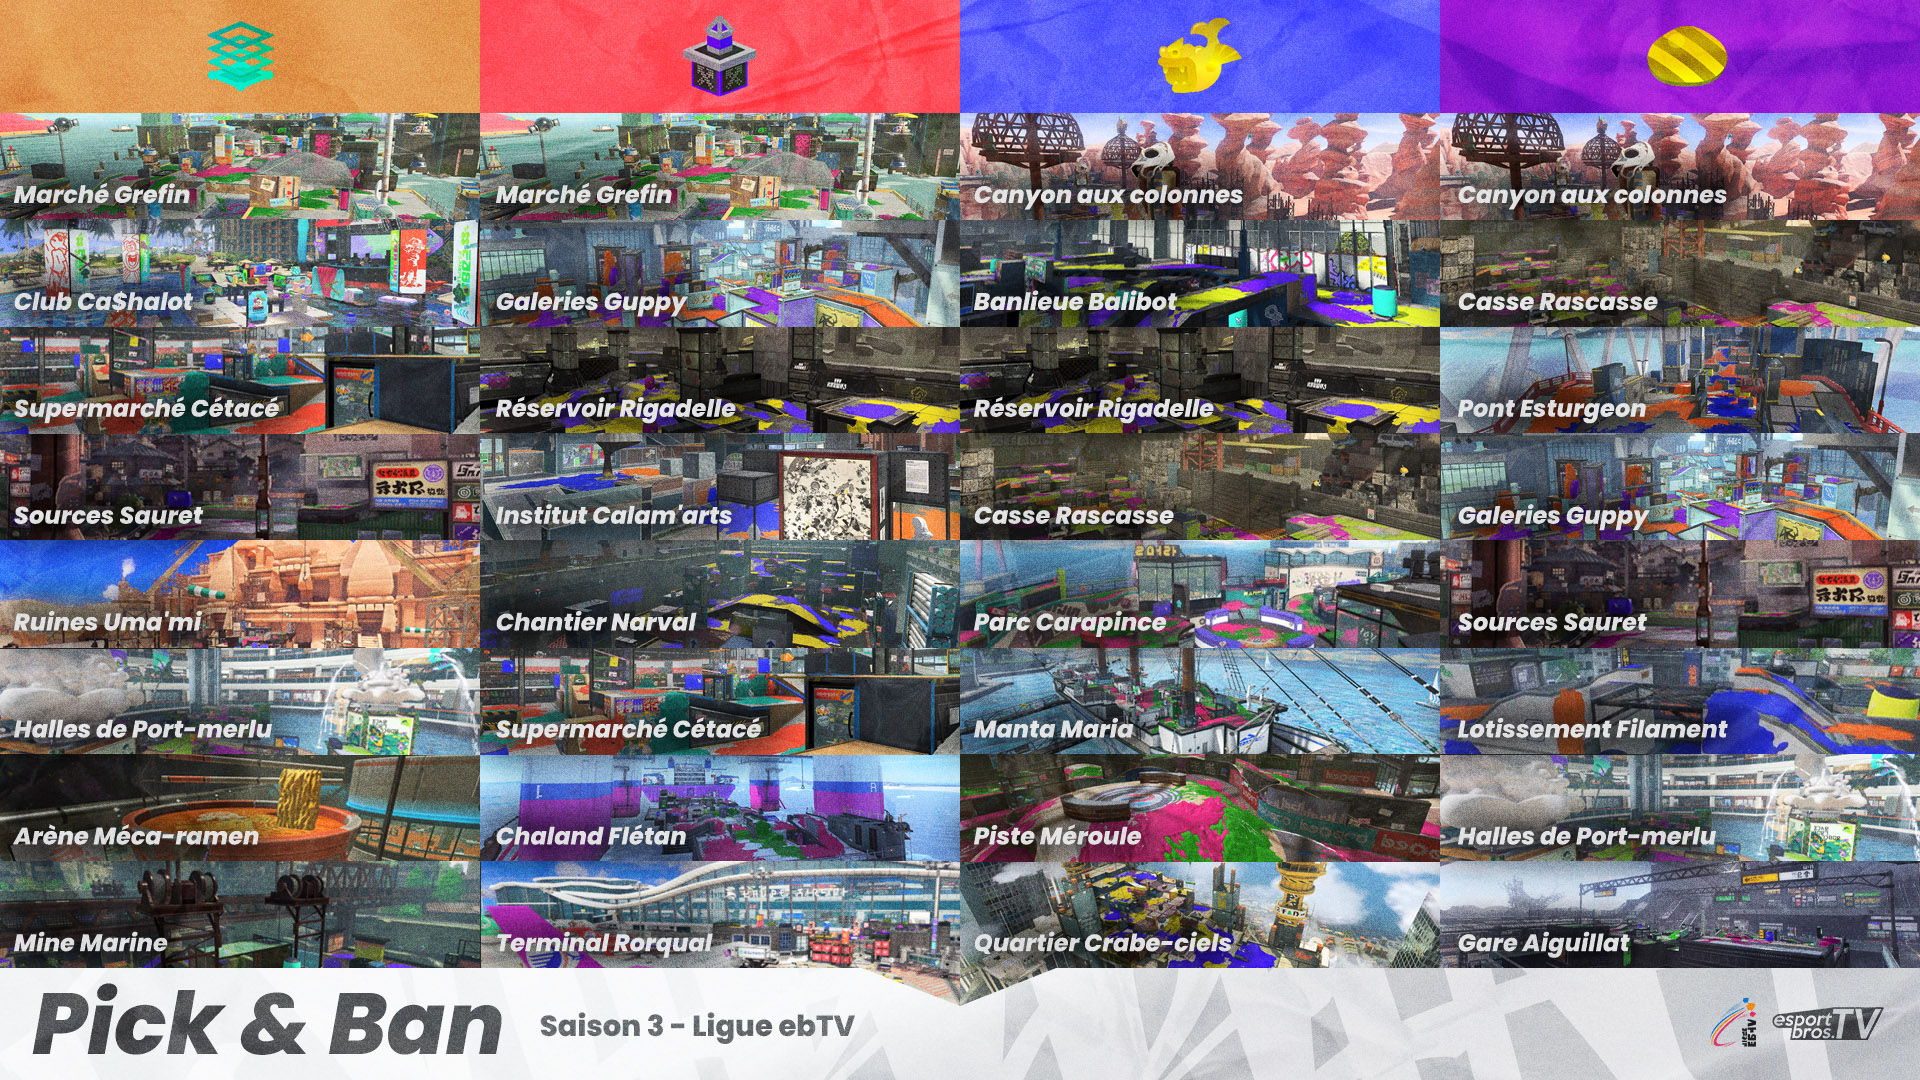 Marché Grefin
Marché Grefin
Canyon aux colonnes
Canyon aux colonnes
Club Ca$halot
Galeries Guppy
Banlieue Balibot
Casse Rascasse
Supermarché Cétacé
Réservoir Rigadelle
Réservoir Rigadelle
Pont Esturgeon
Sources Sauret
Institut Calam'arts
Casse Rascasse
Galeries Guppy
Ruines Uma'mi
Chantier Narval
Parc Carapince
Sources Sauret
Halles de Port-merlu
Supermarché Cétacé
Manta Maria
Lotissement Filament
Arène Méca-ramen
Chaland Flétan
Piste Méroule
Halles de Port-merlu
Mine Marine
Terminal Rorqual
Quartier Crabe-ciels
Gare Aiguillat
Pick & Ban
Saison 3 - Ligue ebTV
esport
bros.TV